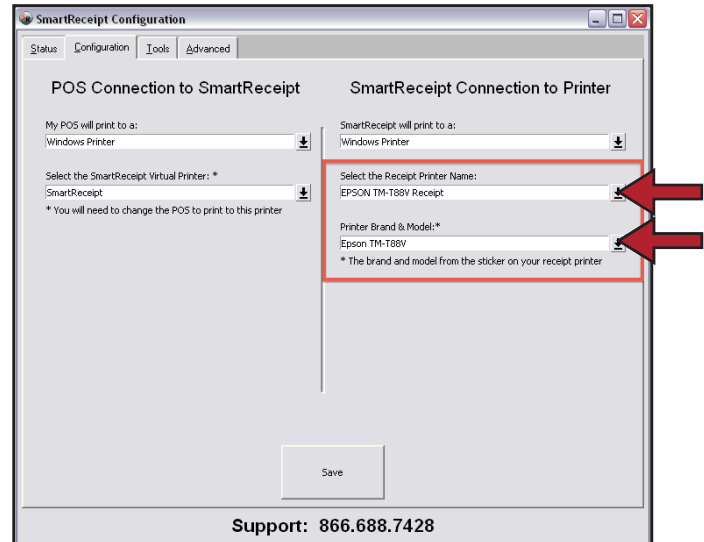 SmartReceipt Configuration
Status Configuration Tools Advanced
POS Connection to SmartReceipt
My POS will print to a:
Windows Printer
Select the SmartReceipt Virtual Printer: *
SmartReceipt
* You will need to change the POS to print to this printer
SmartReceipt Connection to Printer
SmartReceipt will print to a:
Windows Printer
Select the Receipt Printer Name:
EPSON TM-T88V Receipt
Printer Brand & Model:*
Epson TM-T88V
* The brand and model from the sticker on your receipt printer
Save
Support: 866.688.7428